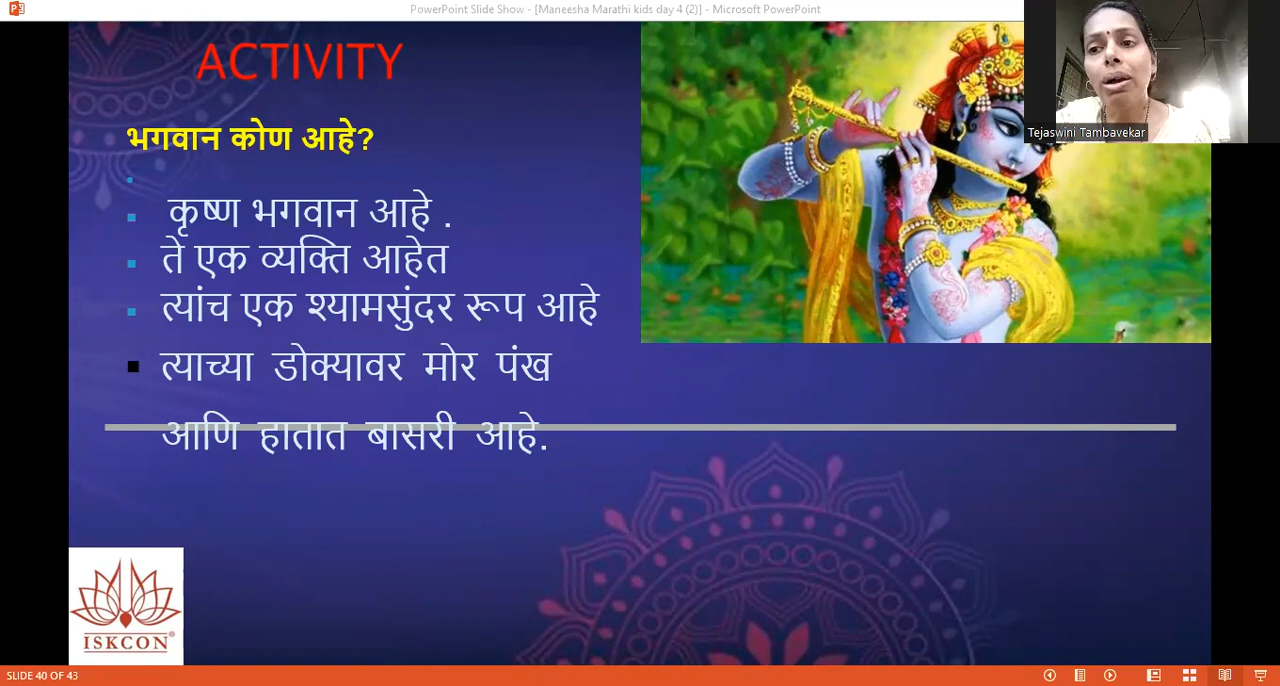 PowerPoint Slide Show - [Maneesha Marathi kids day 4 (2)] - Microsoft PowerPoint
ACTIVITY
Tejaswini Tambavekar
भगवान कोण आहे?
कृष्ण भगवान आहे .
ते एक व्यक्ति आहेत
त्यांच एक श्यामसुंदर रूप आहे
त्याच्या डोक्यावर मोर पंख
आणि हातात बासरी आहे.
ISKCON®
SLIDE 40 OF 43